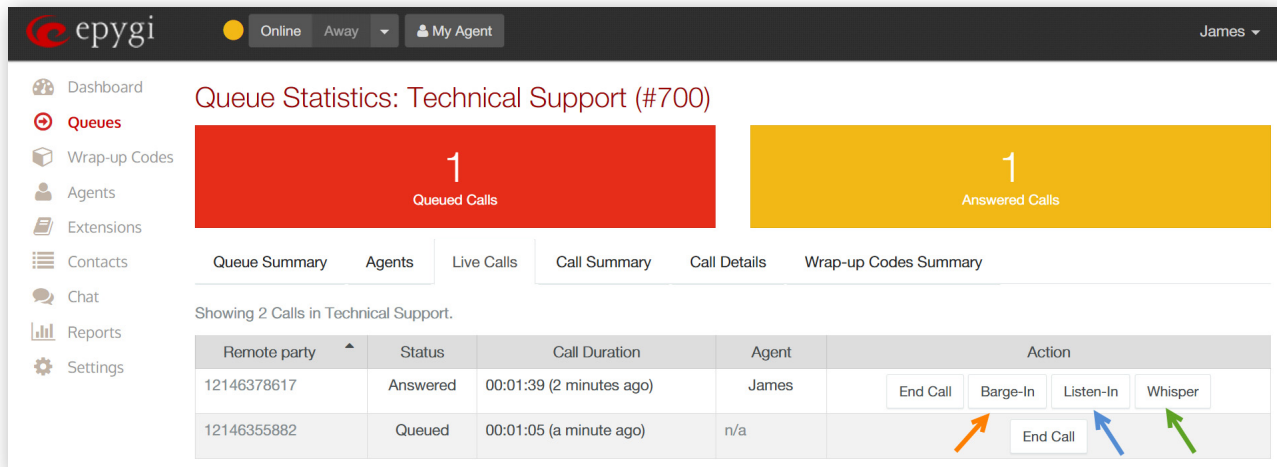 epygi
Online Away My Agent
James
Dashboard
Queues
Wrap-up Codes
Agents
Extensions
Contacts
Chat
Reports
Settings
Queue Statistics: Technical Support (#700)
1
Queued Calls
1
Answered Calls
Queue Summary Agents Live Calls Call Summary Call Details Wrap-up Codes Summary
Showing 2 Calls in Technical Support.
Remote party Status Call Duration Agent Action
12146378617 Answered 00:01:39 (2 minutes ago) James End Call Barge-In Listen-In Whisper
12146355882 Queued 00:01:05 (a minute ago) n/a End Call